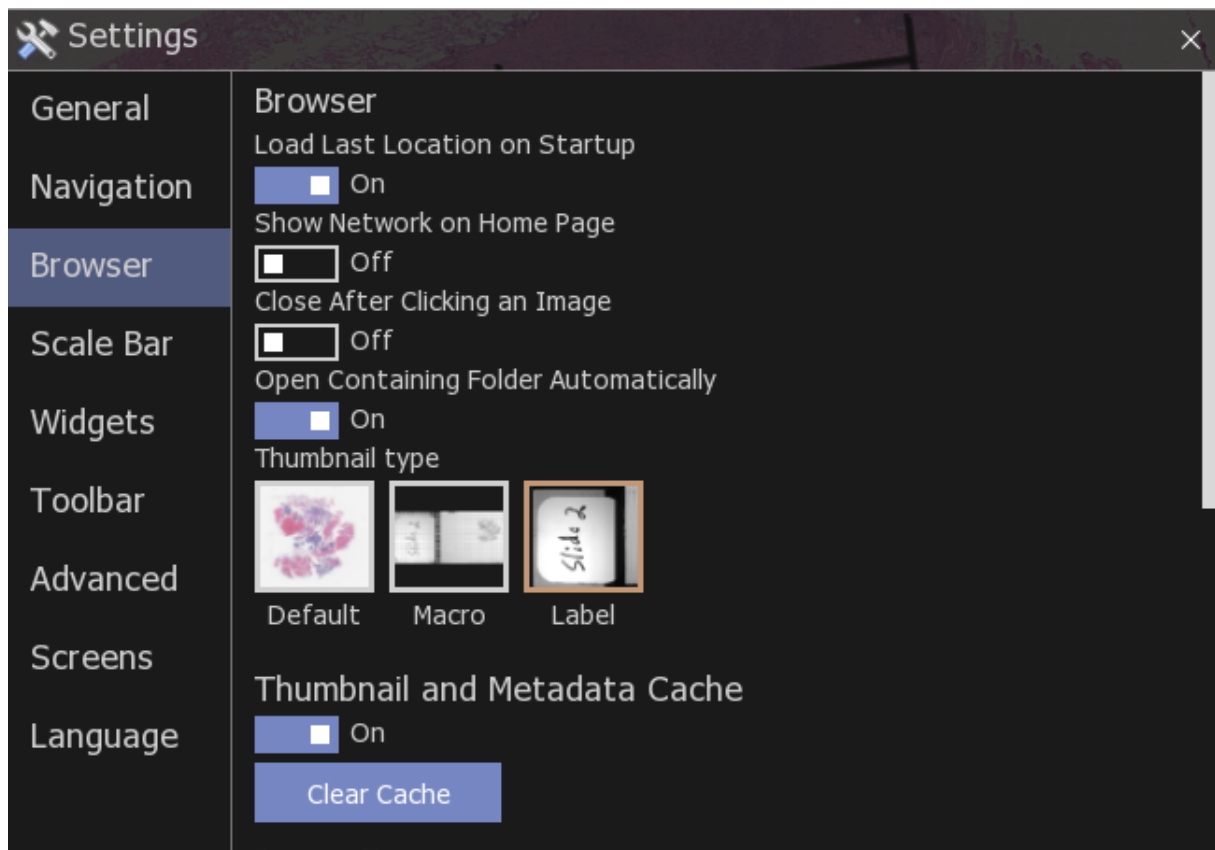 Settings
General
Navigation
Browser
Scale Bar
Widgets
Toolbar
Advanced
Screens
Language
Browser
Load Last Location on Startup
On
Show Network on Home Page
Off
Close After Clicking an Image
Off
Open Containing Folder Automatically
On
Thumbnail type
Slide 2
Slide 2
Default Macro Label
Thumbnail and Metadata Cache
On
Clear Cache